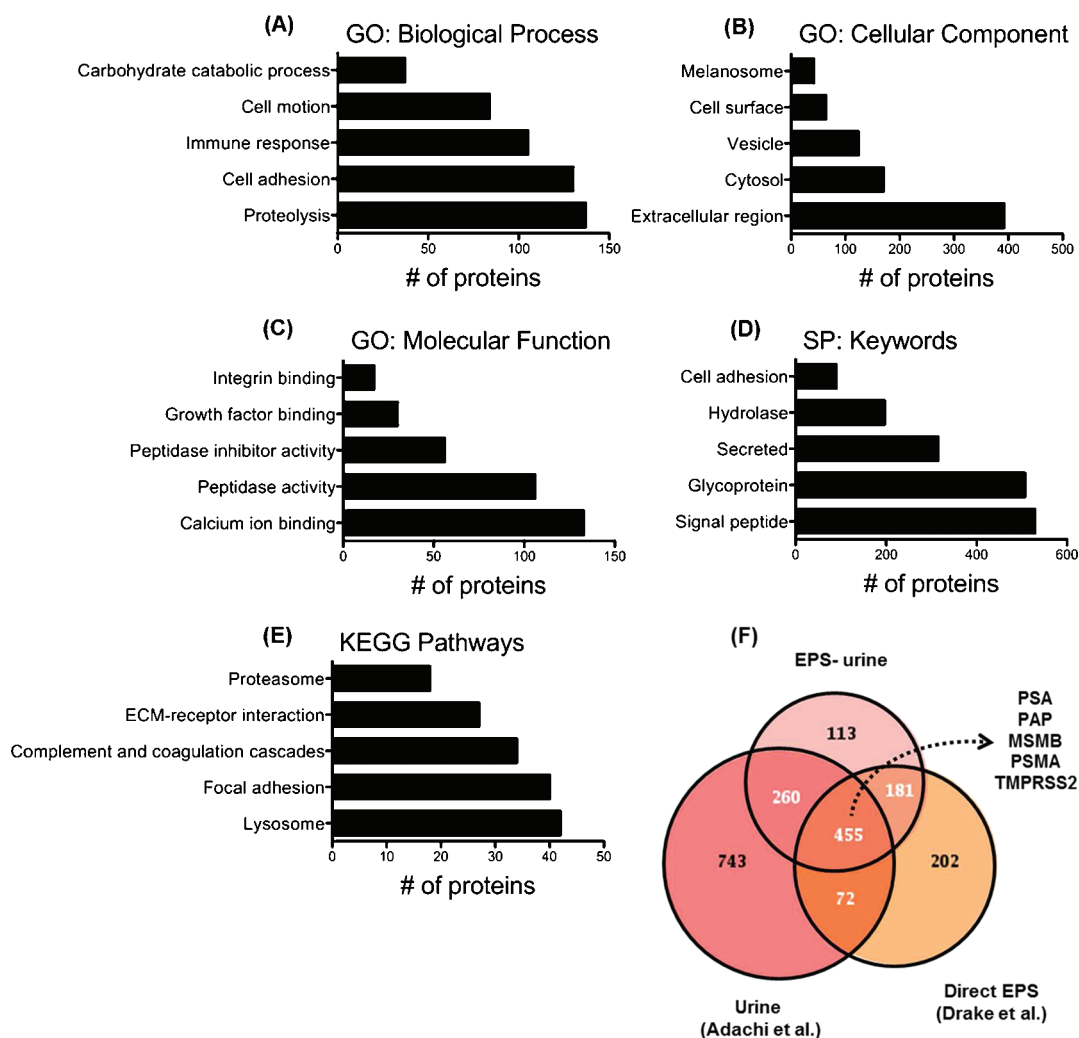 (A)
GO: Biological Process
Carbohydrate catabolic process
Cell motion
Immune response
Cell adhesion
Proteolysis
0 50 100 150
# of proteins
(B)
GO: Cellular Component
Melanosome
Cell surface
Vesicle
Cytosol
Extracellular region
0 100 200 300 400 500
# of proteins
(C)
GO: Molecular Function
Integrin binding
Growth factor binding
Peptidase inhibitor activity
Peptidase activity
Calcium ion binding
0 50 100 150
# of proteins
(D)
SP: Keywords
Cell adhesion
Hydrolase
Secreted
Glycoprotein
Signal peptide
0 200 400 600
# of proteins
(E)
KEGG Pathways
Proteasome
ECM-receptor interaction
Complement and coagulation cascades
Focal adhesion
Lysosome
0 10 20 30 40 50
# of proteins
(F)
EPS- urine
PSA
PAP
MSMB
PSMA
TMPRSS2
113
260
181
455
743
202
72
Urine
(Adachi et al.)
Direct EPS
(Drake et al.)